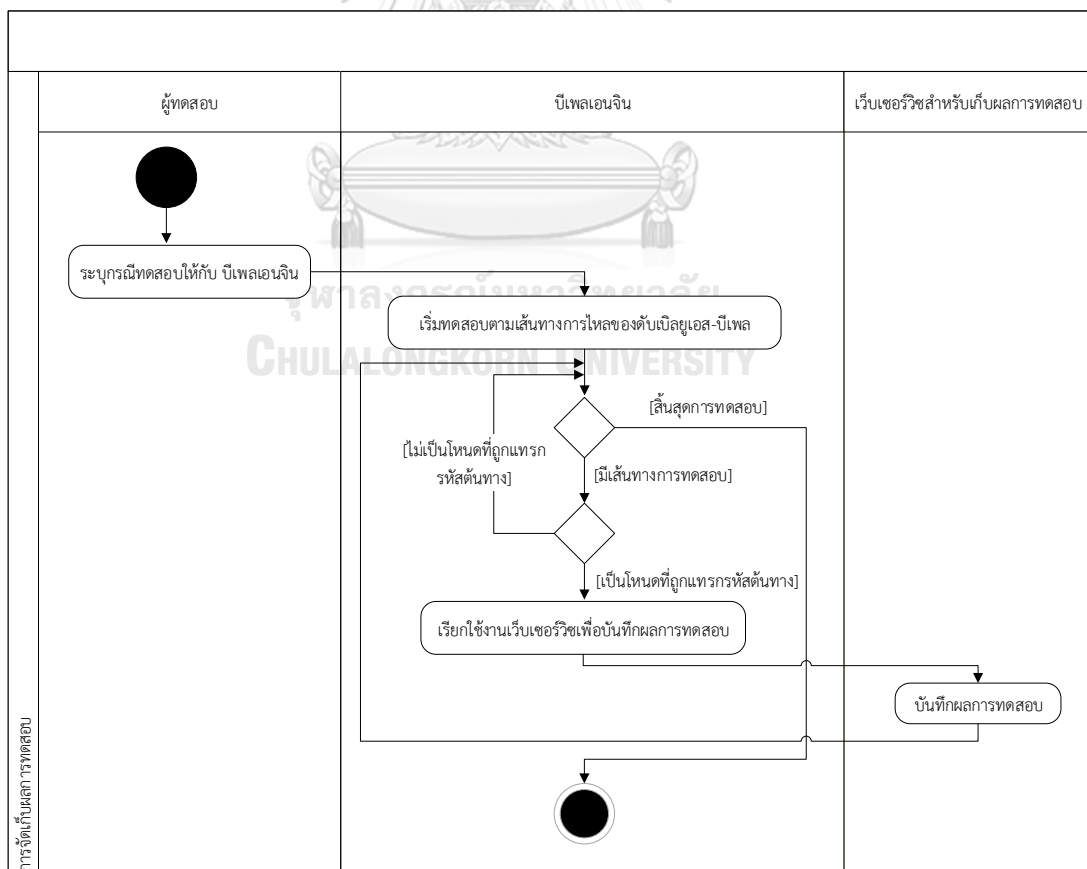 ผู้ทดสอบ
บีเพลเอนจิน
เว็บเซอร์วิซสำหรับเก็บผลการทดสอบ
ระบุกรณีทดสอบให้กับ บีเพลเอนจิน
จุฬาลงกรณ์มหาวิทยาลัย
เริ่มทดสอบตามเส้นทางการไหลของดับเบิลยูเอส-บีเพล
CHULALONGKORN UNIVERSITY
[สิ้นสุดการทดสอบ]
[ไม่เป็นโหนดที่ถูกแทรก
รหัสต้นทาง]
[มีเส้นทางการทดสอบ]
[เป็นโหนดที่ถูกแทรกรหัสต้นทาง]
เรียกใช้งานเว็บเซอร์วิซเพื่อบันทึกผลการทดสอบ
บันทึกผลการทดสอบ
การจัดเก็บผลการทดสอบ